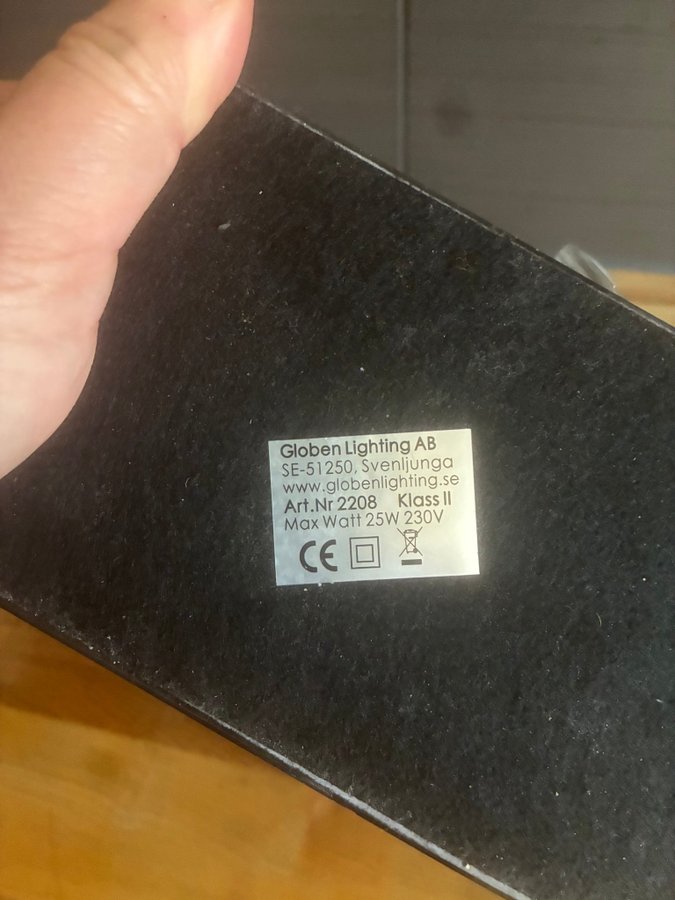 Globen Lighting AB
SE-51250, Svenljunga
www.globenlighting.se
Art.Nr 2208 Klass II
Max Watt 25W 230V
CE